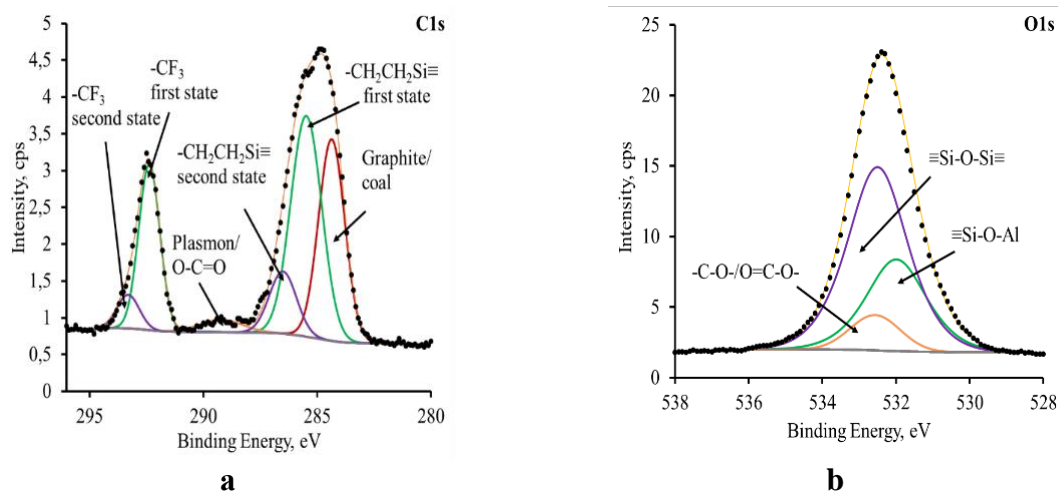 C1s
5
4,5
4
3,5
3
2,5
2
1,5
1
0,5
0
Intensity, cps
-CF3
first state
-CF3
second state
-CH2CH2Si≡
first state
-CH2CH2Si≡
second state
Graphite/
coal
Plasmon/
O-C=O
295 290 285 280
Binding Energy, eV
a
O1s
25
20
15
10
5
0
Intensity, cps
≡Si-O-Si≡
≡Si-O-Al
-C-O-/O=C-O-
538 536 534 532 530 528
Binding Energy, eV
b